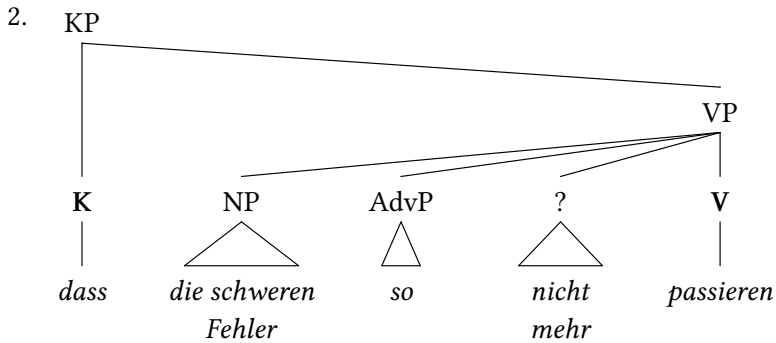 2. KP
VP
K NP AdvP ? V
dass die schweren so nicht passieren
Fehler mehr